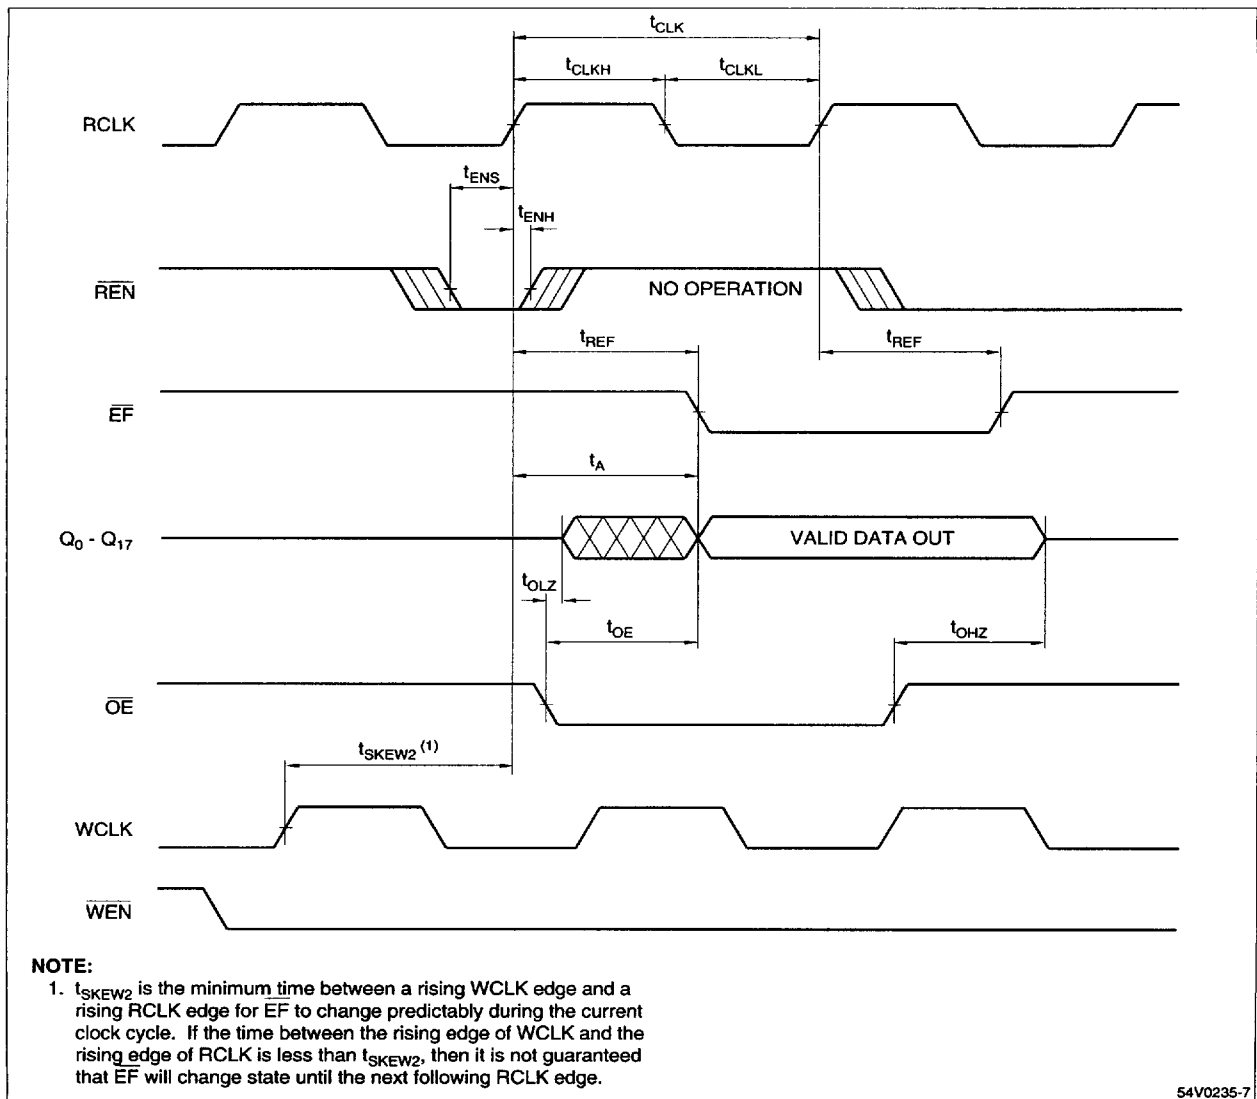 tCLK
tCLKH tCLKL
RCLK
tENS
tENH
REN NO OPERATION
tREF tREF
EF
tA
Q0 - Q17 VALID DATA OUT
tOLZ
tOE tOHZ
OE
tSKEW2 (1)
WCLK
WEN
NOTE:
1. tSKEW2 is the minimum time between a rising WCLK edge and a
rising RCLK edge for EF to change predictably during the current
clock cycle. If the time between the rising edge of WCLK and the
rising edge of RCLK is less than tSKEW2, then it is not guaranteed
that EF will change state until the next following RCLK edge.
54V0235-7